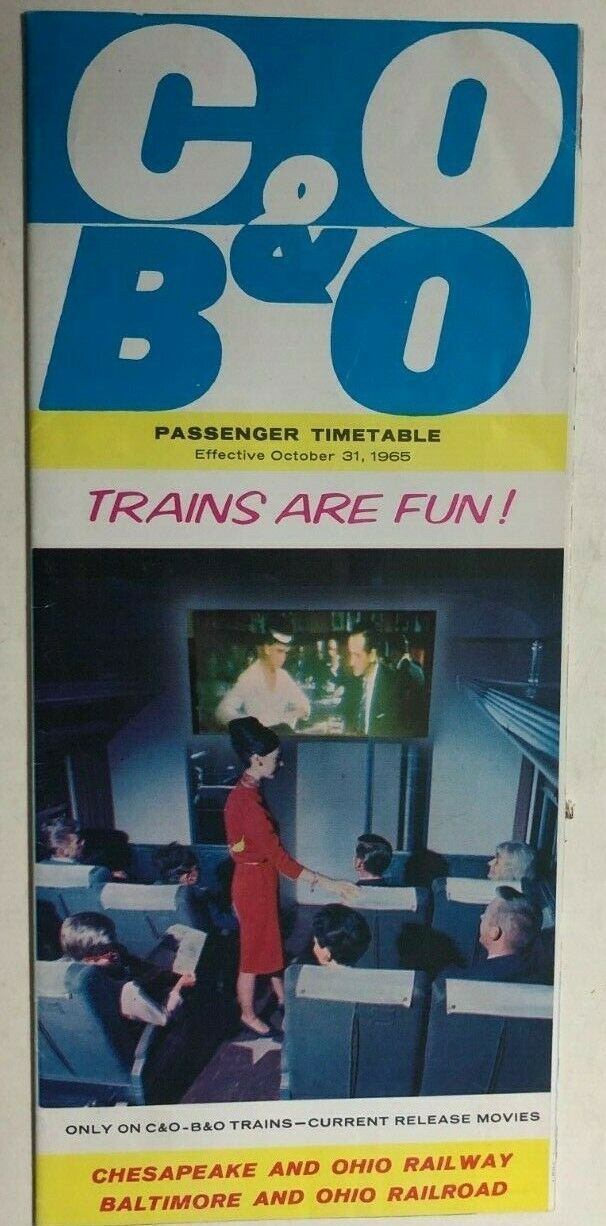 C&O
B&O
PASSENGER TIMETABLE
Effective October 31, 1965
TRAINS ARE FUN!
ONLY ON C&O-B&O TRAINS—CURRENT RELEASE MOVIES
CHESAPEAKE AND OHIO RAILWAY
BALTIMORE AND OHIO RAILROAD